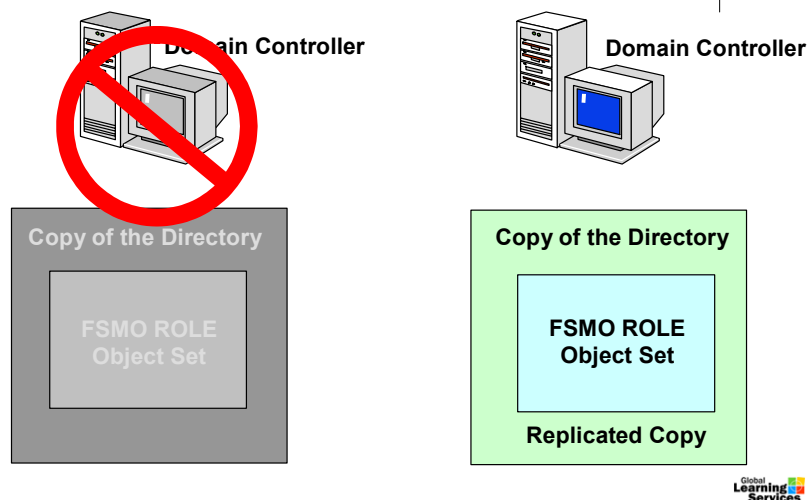 Domain Controller
Copy of the Directory
FSMO ROLE
Object Set
Domain Controller
Copy of the Directory
FSMO ROLE
Object Set
Replicated Copy
Global
Learning
Services